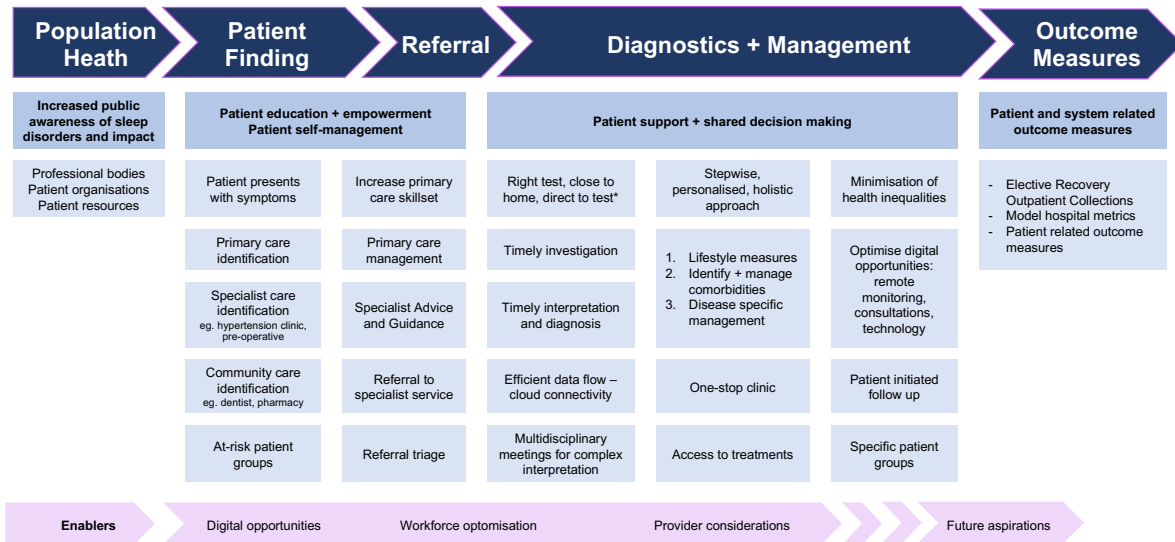 Population
Heath
Patient
Finding
Referral
Diagnostics + Management
Outcome
Measures
Increased public
awareness of sleep
disorders and impact
Patient education + empowerment
Patient self-management
Patient support + shared decision making
Patient and system related
outcome measures
Professional bodies
Patient organisations
Patient resources
Patient presents
with symptoms
Primary care
identification
Specialist care
identification
eg. hypertension clinic,
pre-operative
Community care
identification
eg. dentist, pharmacy
At-risk patient
groups
Increase primary
care skillset
Primary care
management
Specialist Advice
and Guidance
Referral to
specialist service
Referral triage
Right test, close to
home, direct to test*
Timely investigation
Timely interpretation
and diagnosis
Efficient data flow –
cloud connectivity
Multidisciplinary
meetings for complex
interpretation
Stepwise,
personalised, holistic
approach
1. Lifestyle measures
2. Identify + manage
comorbidities
3. Disease specific
management
One-stop clinic
Access to treatments
Minimisation of
health inequalities
Optimise digital
opportunities:
remote
monitoring,
consultations,
technology
Patient initiated
follow up
Specific patient
groups
- Elective Recovery
Outpatient Collections
- Model hospital metrics
- Patient related outcome
measures
Enablers
Digital opportunities
Workforce optomisation
Provider considerations
Future aspirations